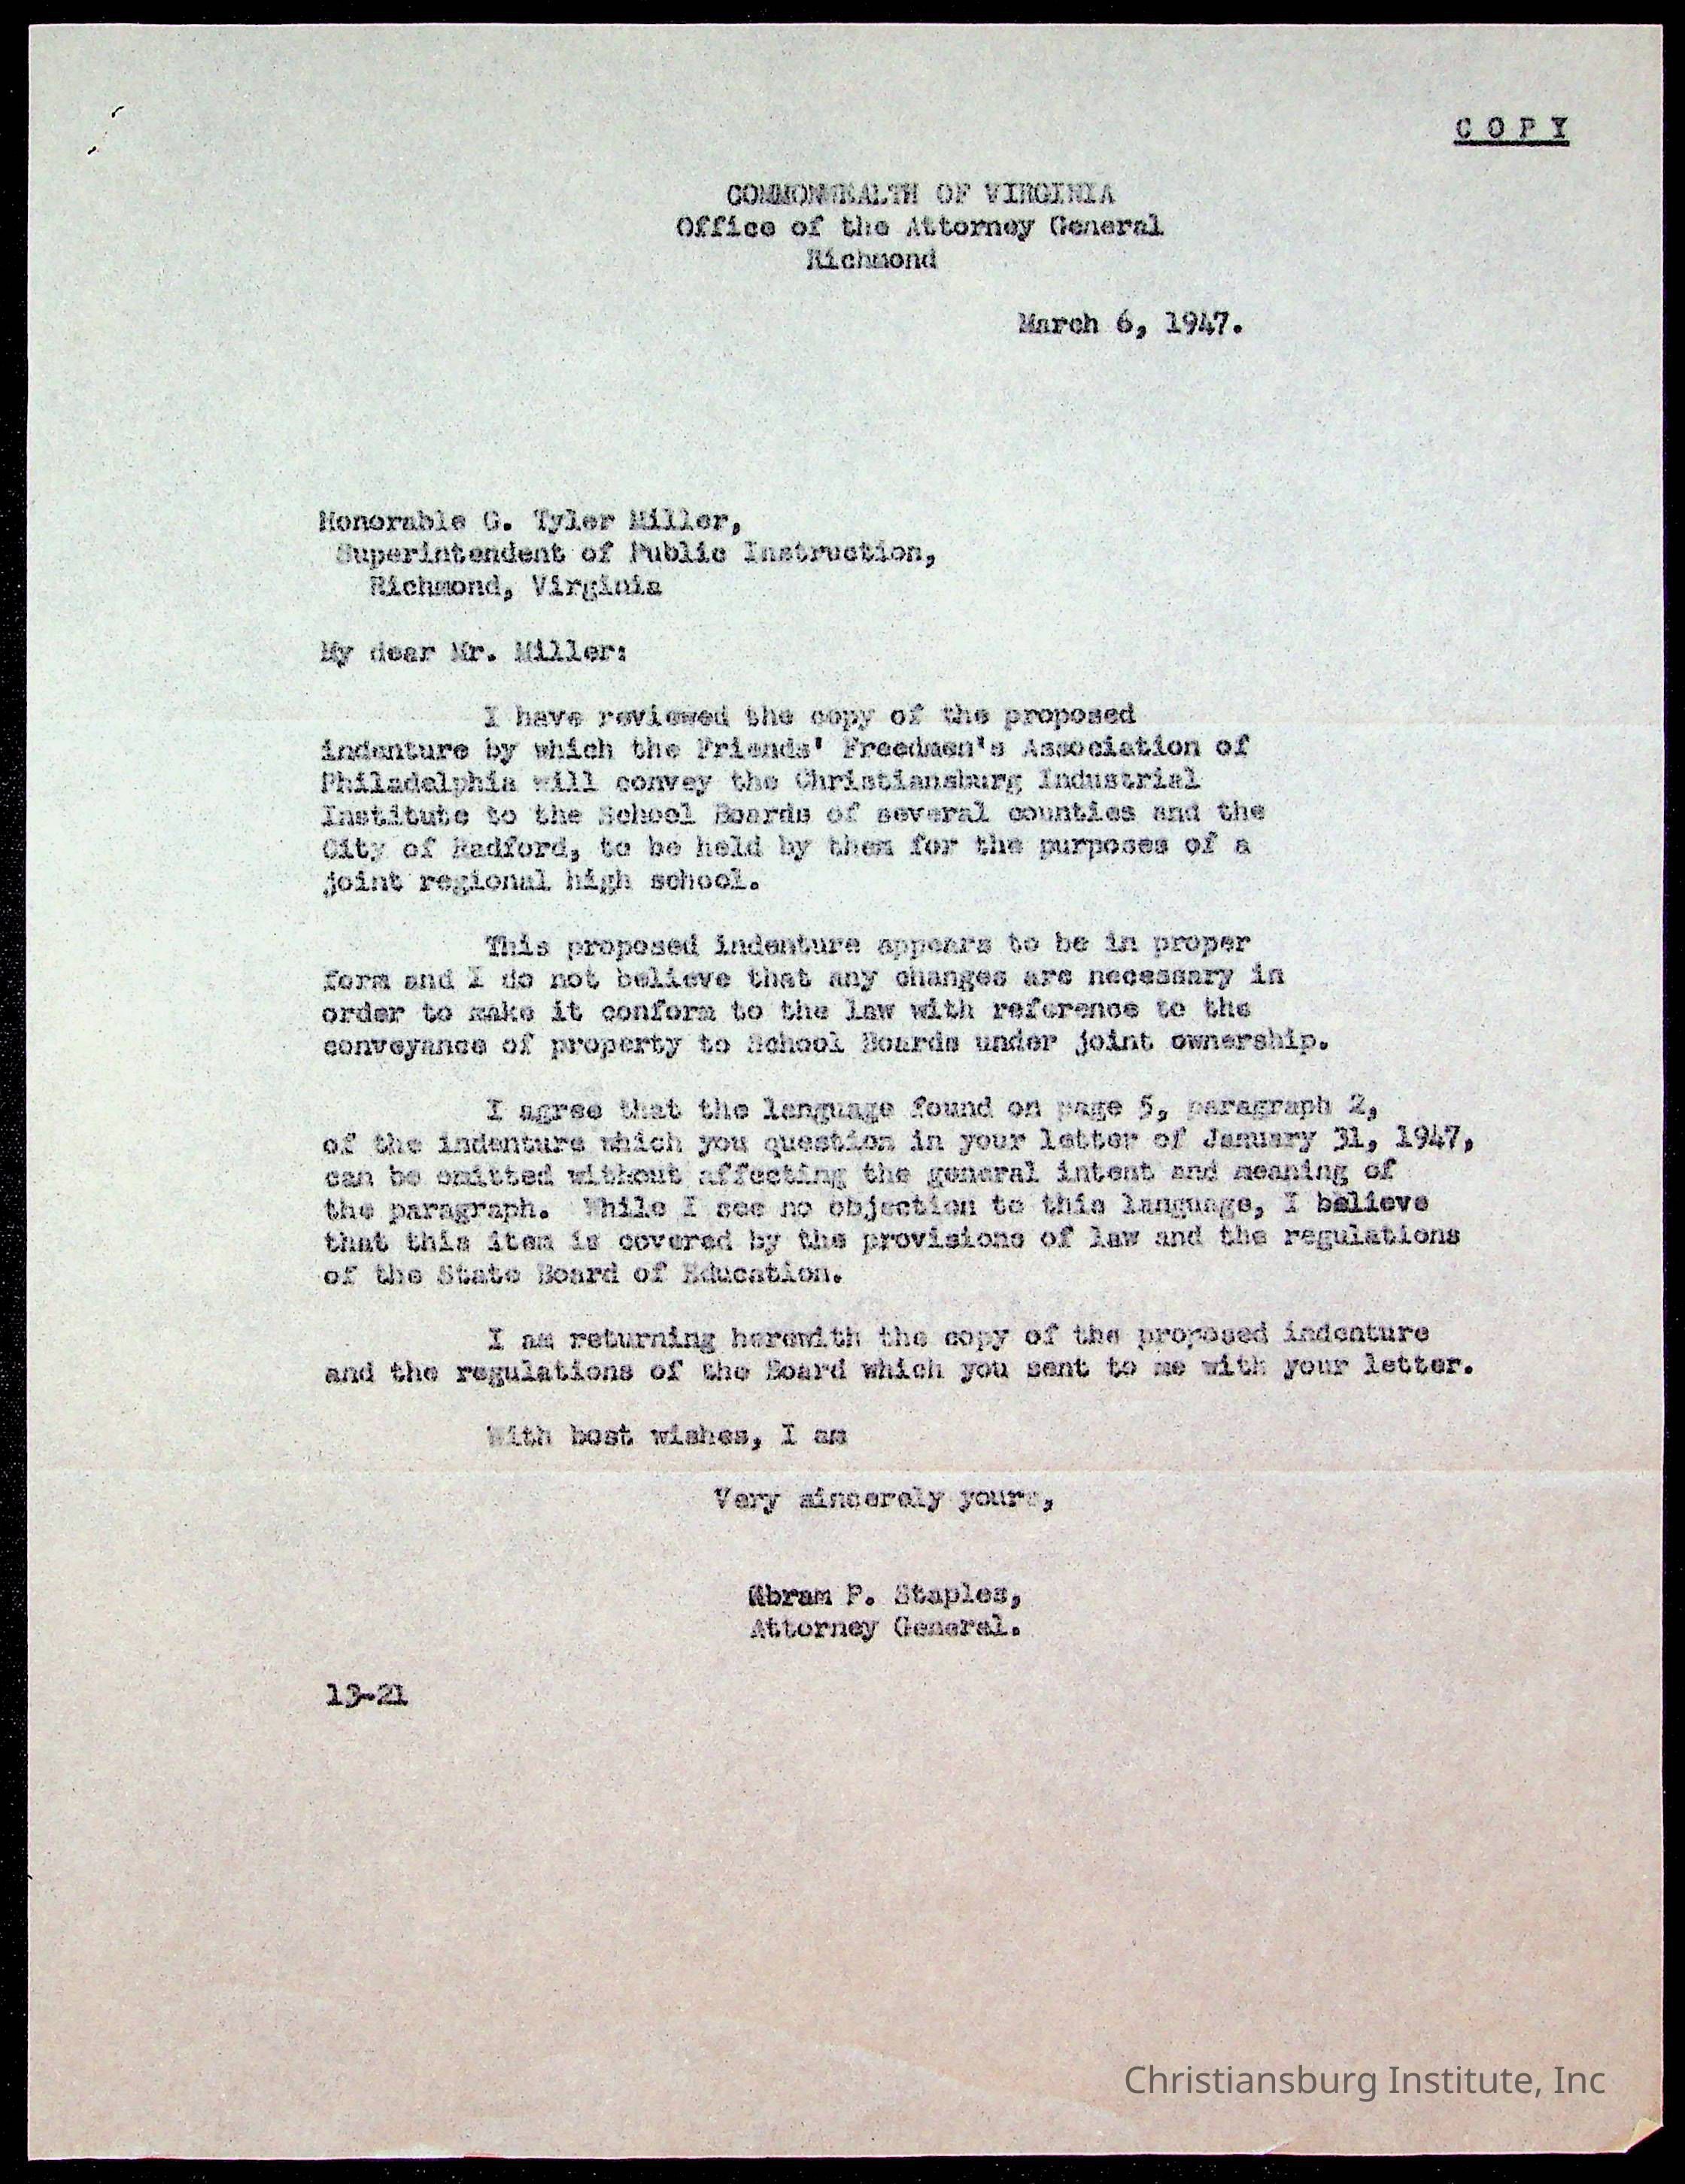 C O P Y
COMMONWEALTH OF VIRGINIA
Office of the Attorney General
Richmond
March 6, 1947.
Honorable G. Tyler Miller,
Superintendent of Public Instruction,
Richmond, Virginia
My dear Mr. Miller:
I have reviewed the copy of the proposed
indenture by which the Friends' Freedmen's Association of
Philadelphia will convey the Christiansburg Industrial
Institute to the School Boards of several counties and the
City of Radford, to be held by them for the purposes of a
joint regional high school.
This proposed indenture appears to be in proper
form and I do not believe that any changes are necessary in
order to make it conform to the law with reference to the
conveyance of property to School Boards under joint ownership.
I agree that the language found on page 5, paragraph 2,
of the indenture which you question in your letter of January 31, 1947,
can be omitted without affecting the general intent and meaning of
the paragraph. While I see no objection to this language, I believe
that this item is covered by the provisions of law and the regulations
of the State Board of Education.
I am returning herewith the copy of the proposed indenture
and the regulations of the Board which you sent to me with your letter.
With best wishes, I am
Very sincerely yours,
Abram P. Staples,
Attorney General.
13-21
Christiansburg Institute, Inc